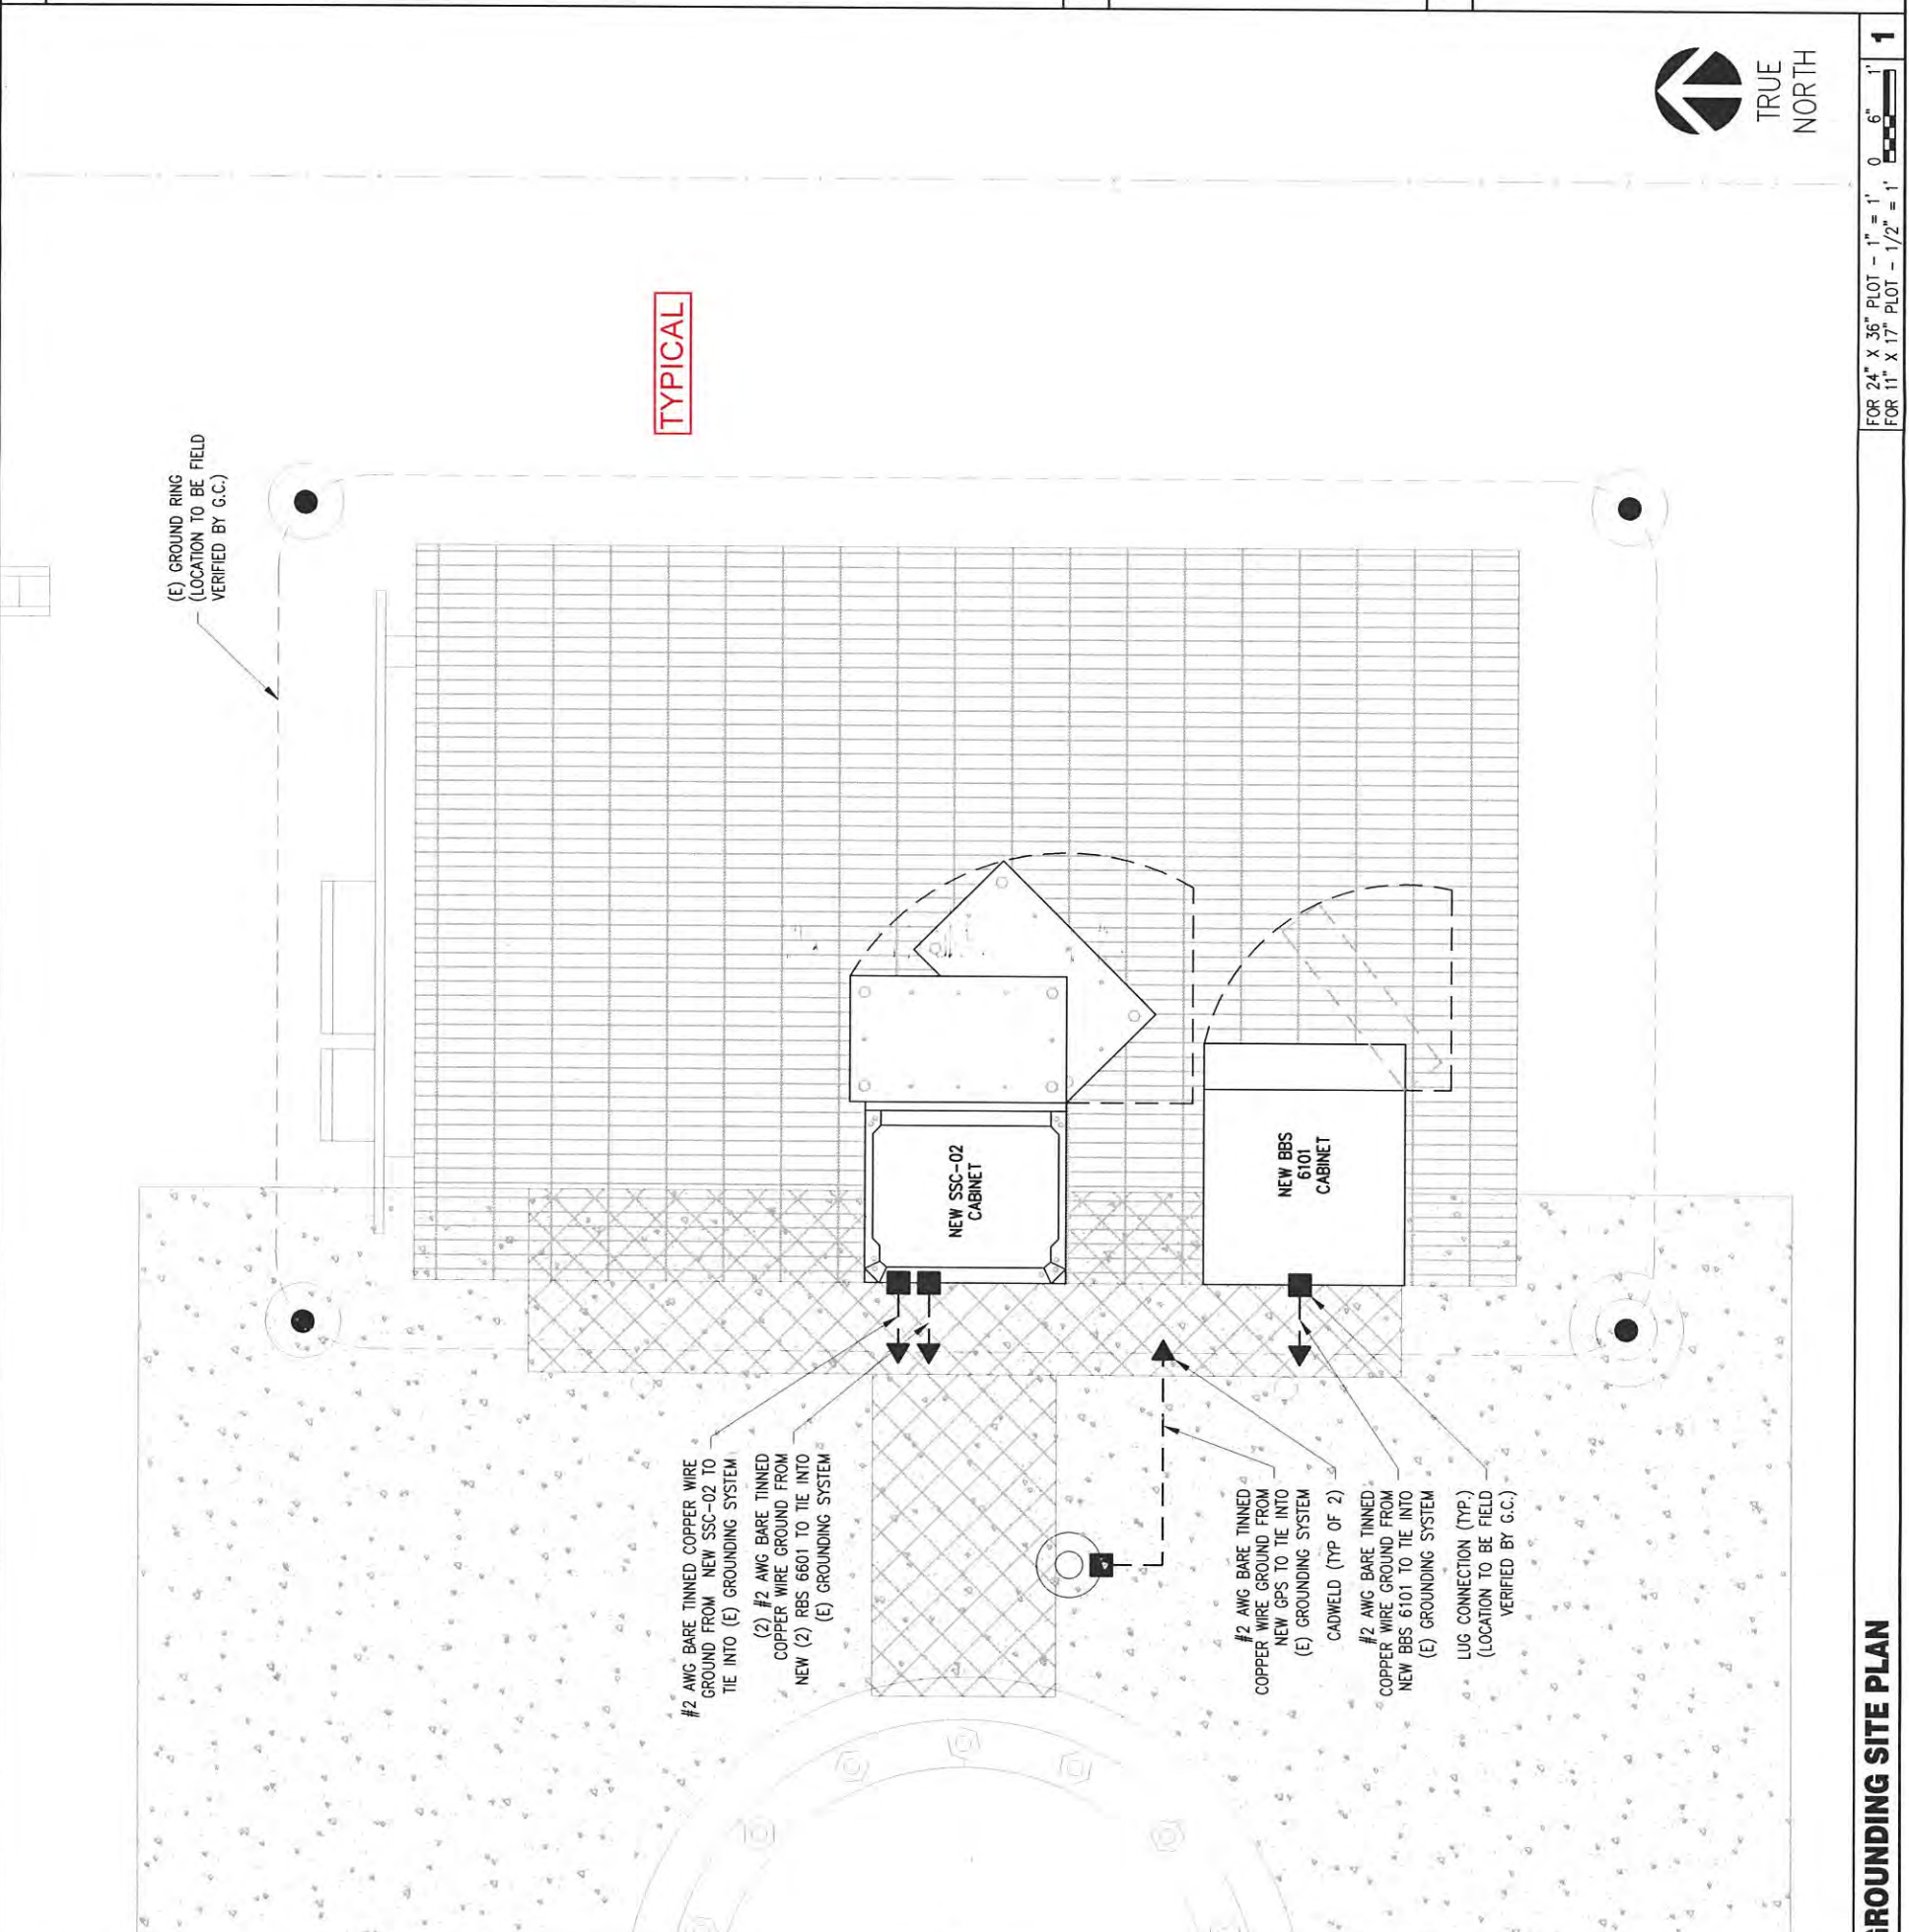 (E) GROUND RING
(LOCATION TO BE FIELD
VERIFIED BY G.C.)
TYPICAL
TRUE
NORTH
#2 AWG BARE TINNED COPPER WIRE
GROUND FROM NEW SSC-02 TO
TIE INTO (E) GROUNDING SYSTEM
(2) #2 AWG BARE TINNED
COPPER WIRE GROUND FROM
NEW (2) RBS 6601 TO TIE INTO
(E) GROUNDING SYSTEM
NEW SSC-02
CABINET
NEW BBS
6101
CABINET
#2 AWG BARE TINNED
COPPER WIRE GROUND FROM
NEW GPS TO TIE INTO
(E) GROUNDING SYSTEM
CADWELD (TYP OF 2)
#2 AWG BARE TINNED
COPPER WIRE GROUND FROM
NEW BBS 6101 TO TIE INTO
(E) GROUNDING SYSTEM
LUG CONNECTION (TYP.)
(LOCATION TO BE FIELD
VERIFIED BY G.C.)
GROUNDING SITE PLAN
FOR 24" X 36" PLOT - 1" = 1'
FOR 11" X 17" PLOT - 1/2" = 1'
0 6" 1'
1